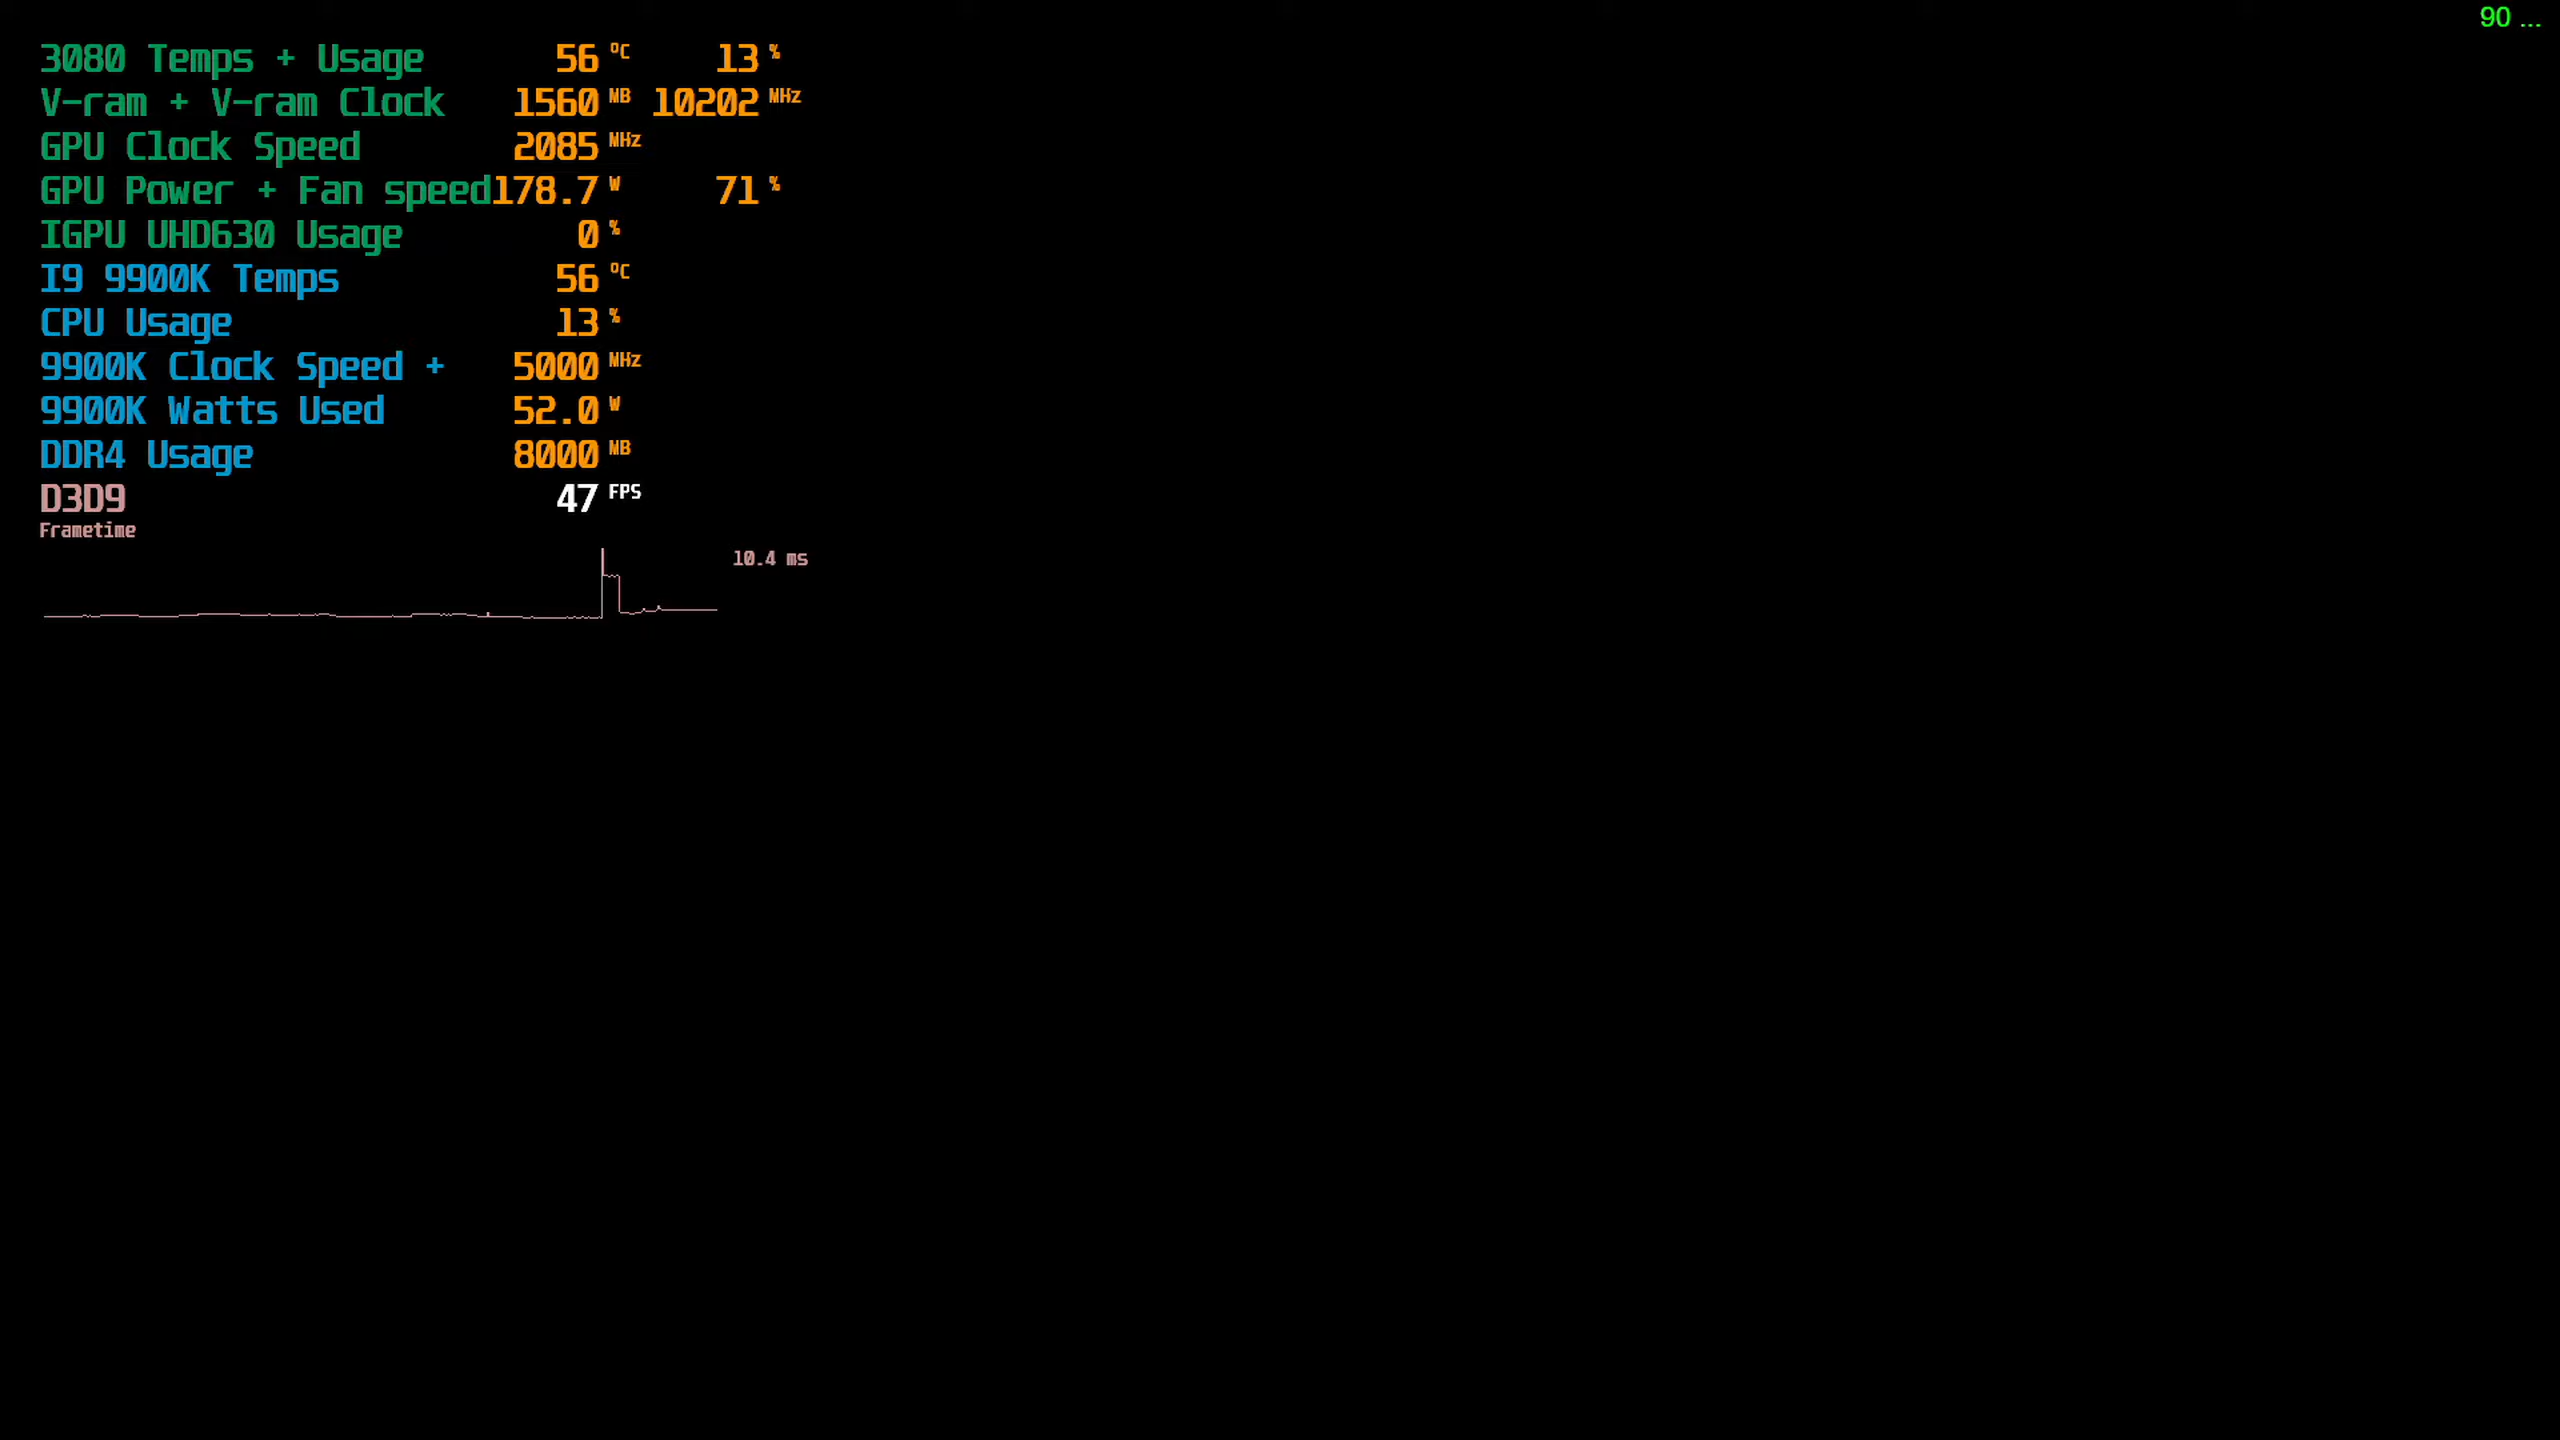 90 ...
3080 Temps + Usage 56 °C 13 %
V-ram + V-ram Clock 1560 MB 10202 MHz
GPU Clock Speed 2085 MHz
GPU Power + Fan speed 178.7 W 71 %
IGPU UHD630 Usage 0 %
I9 9900K Temps 56 °C
CPU Usage 13 %
9900K Clock Speed + 5000 MHz
9900K Watts Used 52.0 W
DDR4 Usage 8000 MB
D3D9 47 FPS
Frametime
10.4 ms